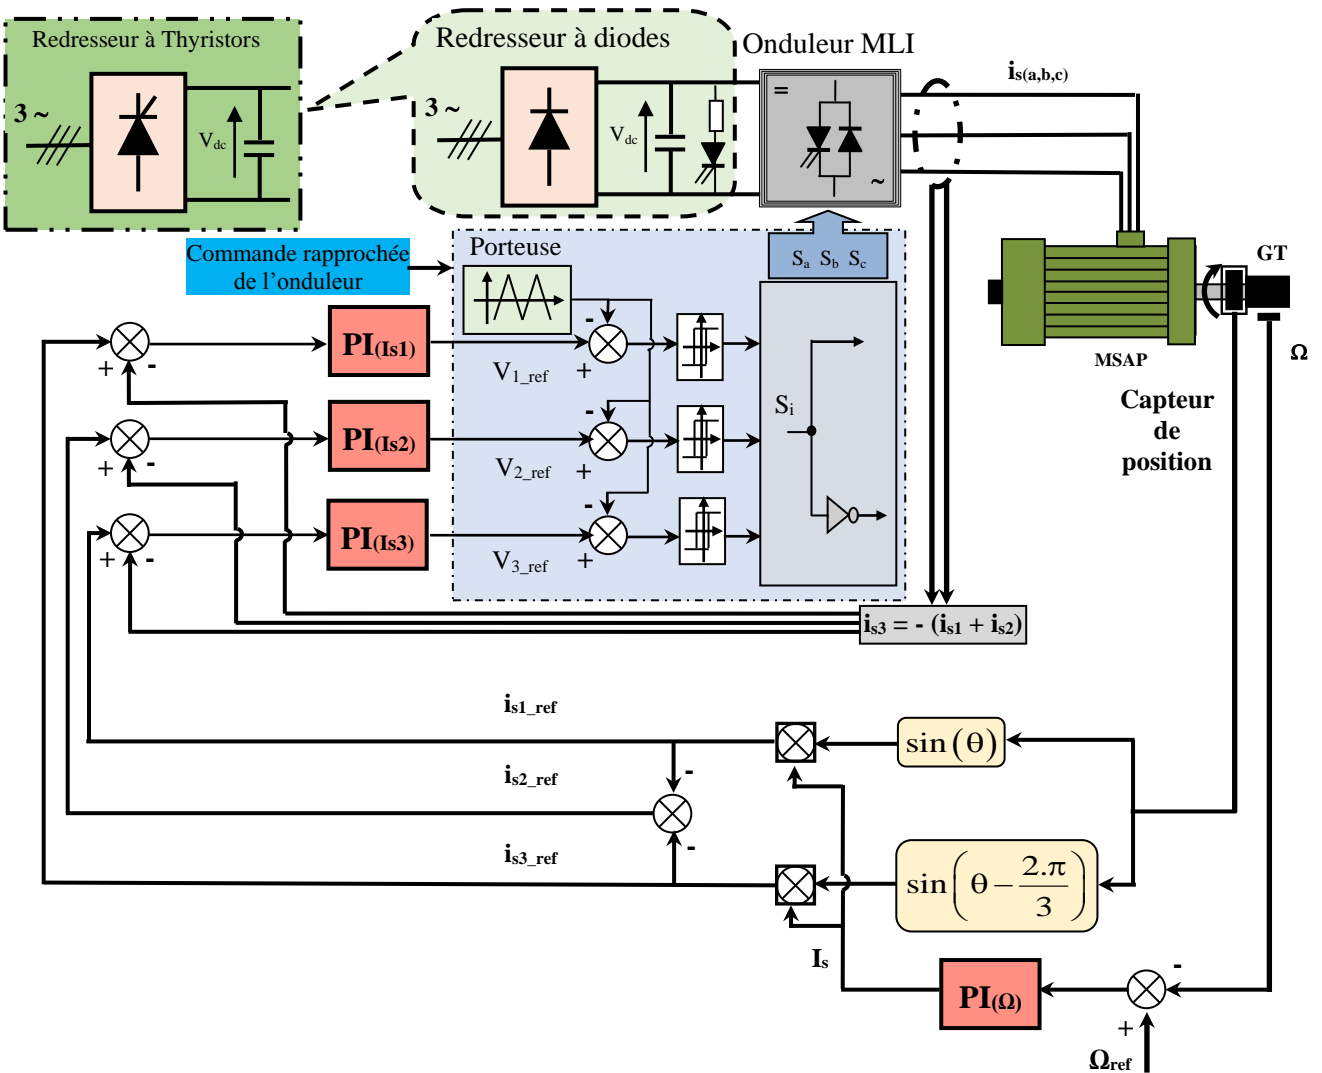 Redresseur à Thyristors
3 ~
Vdc
Redresseur à diodes
3 ~
Vdc
Onduleur MLI
=
~
is(a,b,c)
Commande rapprochée
de l’onduleur
Porteuse
Sa Sb Sc
GT
MSAP
Ω
Capteur
de
position
PI(Is1)
+
-
V1_ref
-
+
PI(Is2)
+
-
V2_ref
-
+
PI(Is3)
+
-
V3_ref
-
+
Si
is3 = - (is1 + is2)
is1_ref
sin(θ)
is2_ref
-
-
is3_ref
sin(θ − 2.π/3)
Is
PI(Ω)
-
+
Ωref